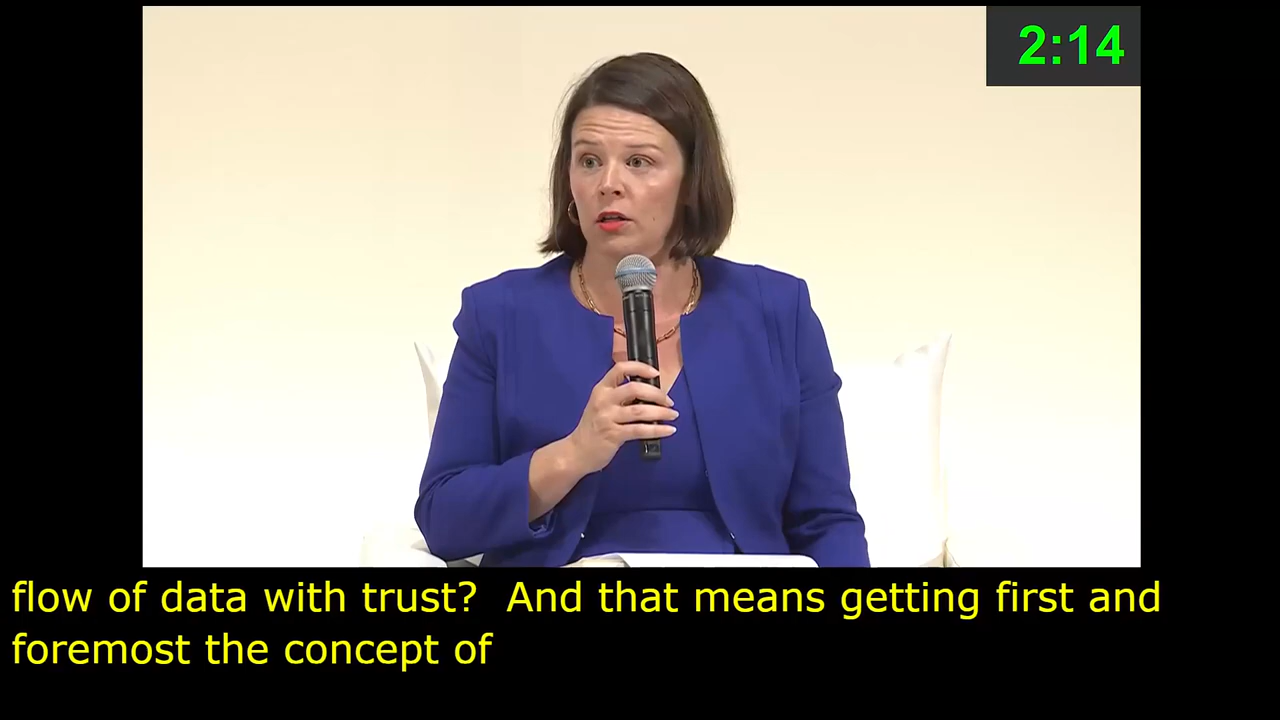 2:14
flow of data with trust?  And that means getting first and
foremost the concept of